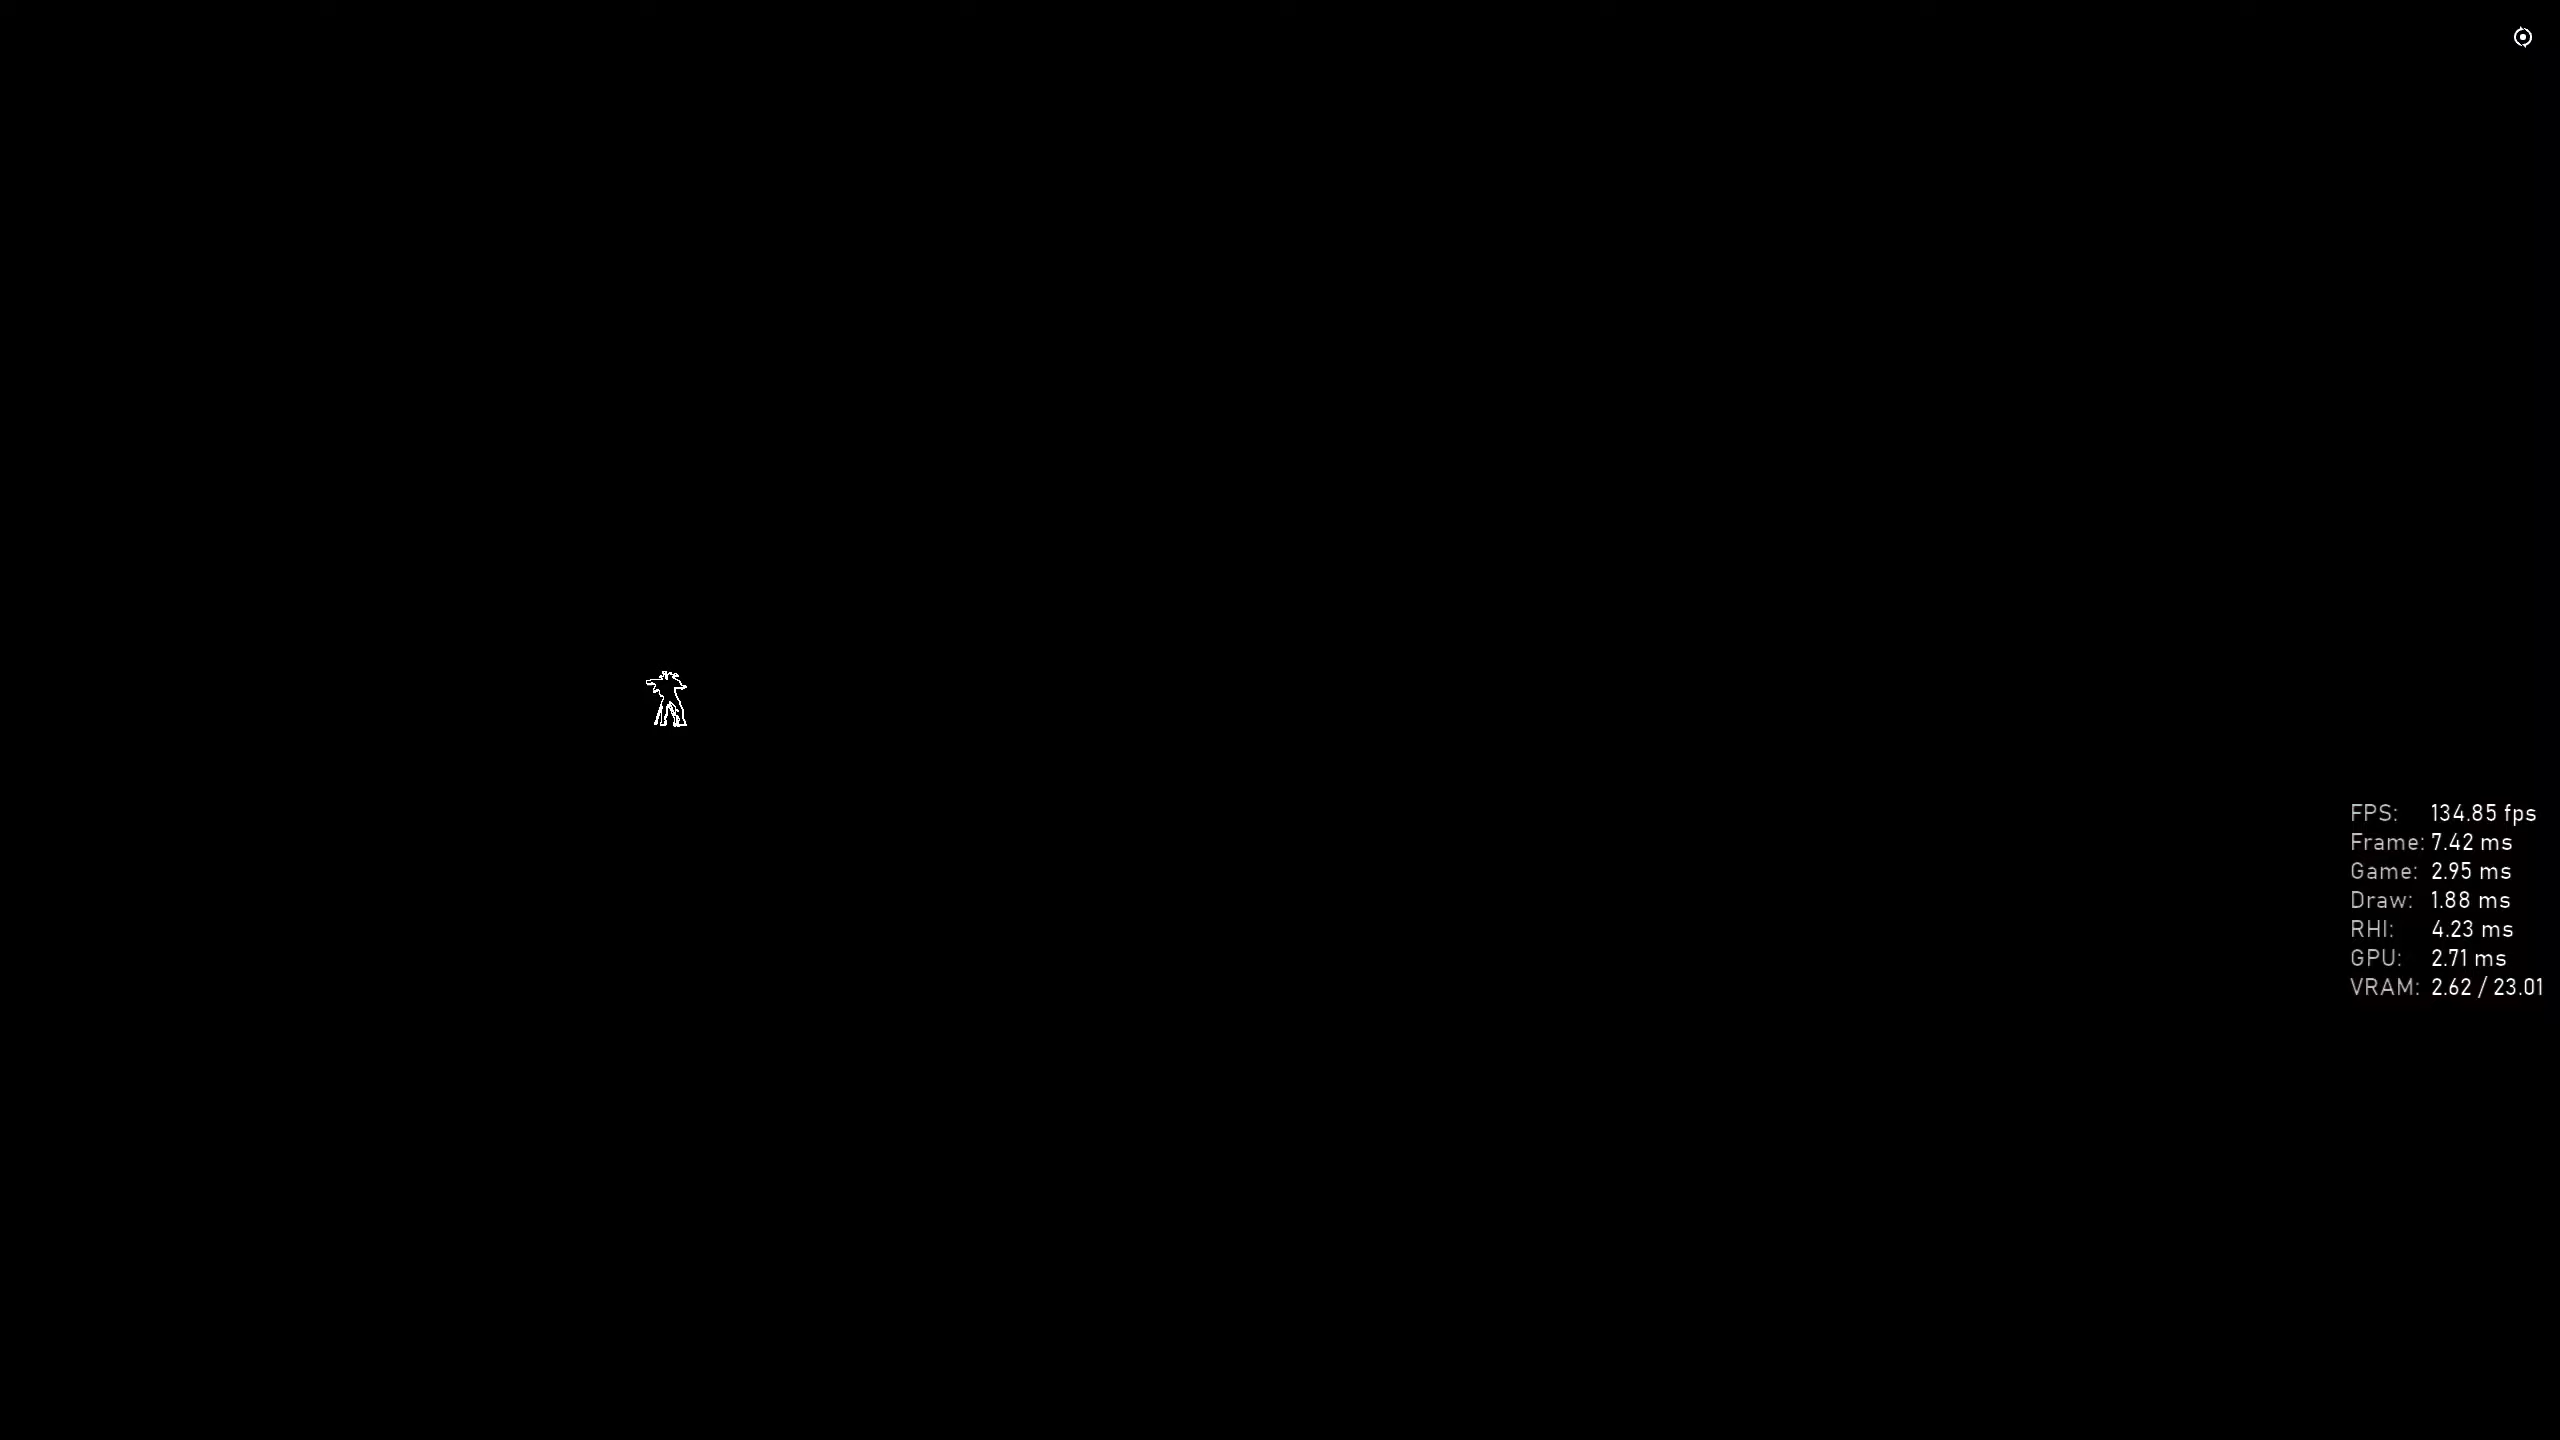 FPS: 134.85 fps
Frame: 7.42 ms
Game: 2.95 ms
Draw: 1.88 ms
RHI: 4.23 ms
GPU: 2.71 ms
VRAM: 2.62 / 23.01